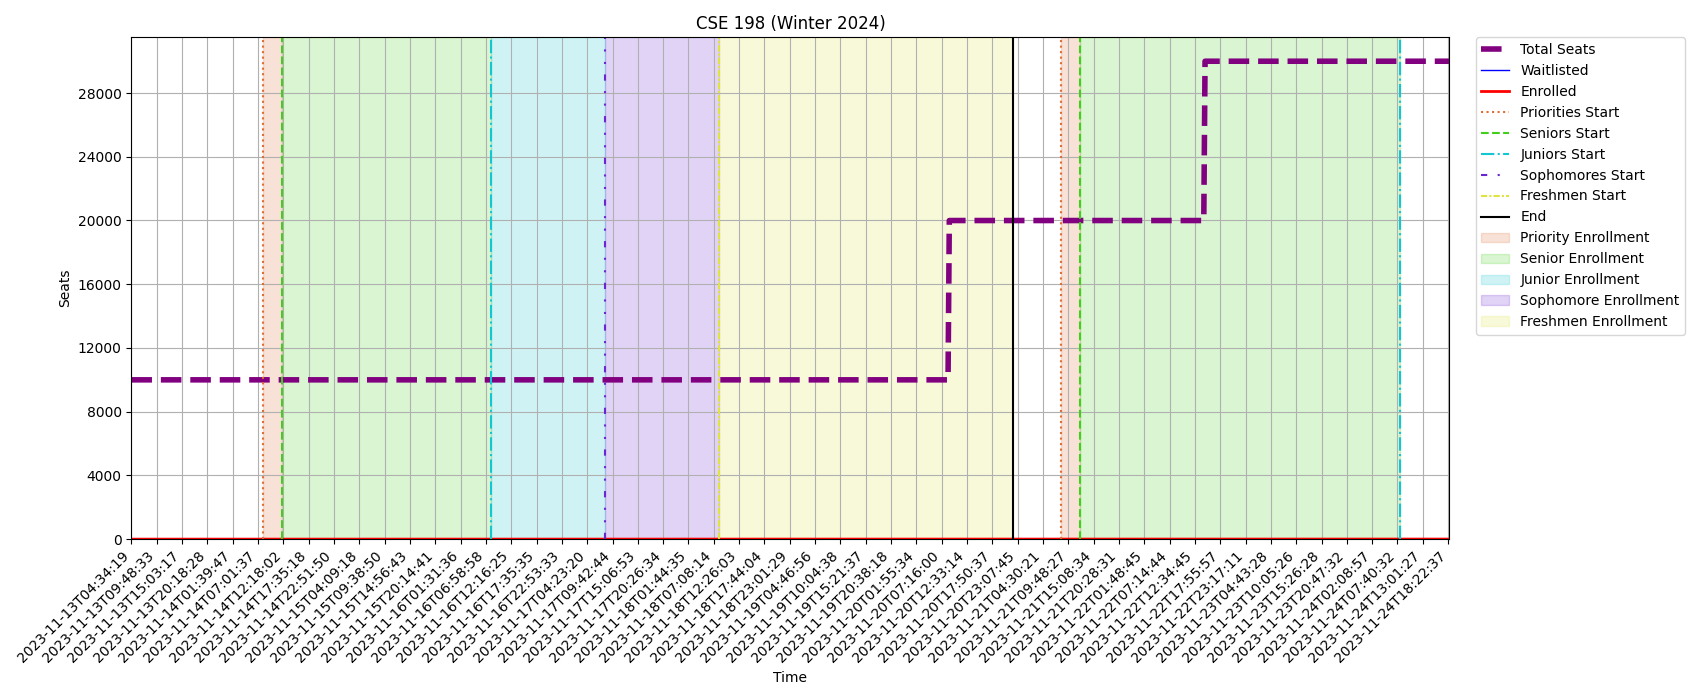 CSE 198 (Winter 2024)
Seats
28000
24000
20000
16000
12000
8000
4000
0
2023-11-13T04:34:19
2023-11-13T09:48:33
2023-11-13T15:03:17
2023-11-13T20:18:28
2023-11-14T01:39:47
2023-11-14T07:01:37
2023-11-14T12:18:02
2023-11-14T17:35:18
2023-11-14T22:51:50
2023-11-15T04:09:18
2023-11-15T09:38:50
2023-11-15T14:56:43
2023-11-15T20:14:41
2023-11-16T01:31:36
2023-11-16T06:58:58
2023-11-16T12:16:25
2023-11-16T17:35:35
2023-11-16T22:53:33
2023-11-17T04:23:20
2023-11-17T09:42:44
2023-11-17T15:06:53
2023-11-17T20:26:34
2023-11-18T01:44:35
2023-11-18T07:08:14
2023-11-18T12:26:03
2023-11-18T17:44:04
2023-11-18T23:01:29
2023-11-19T04:46:56
2023-11-19T10:04:38
2023-11-19T15:21:37
2023-11-19T20:38:18
2023-11-20T01:55:34
2023-11-20T07:16:00
2023-11-20T12:33:14
2023-11-20T17:50:37
2023-11-20T23:07:45
2023-11-21T04:30:21
2023-11-21T09:48:27
2023-11-21T15:08:34
2023-11-21T20:28:31
2023-11-22T01:48:45
2023-11-22T07:14:44
2023-11-22T12:34:45
2023-11-22T17:55:57
2023-11-22T23:17:11
2023-11-23T04:43:28
2023-11-23T10:05:26
2023-11-23T15:26:28
2023-11-23T20:47:32
2023-11-24T02:08:57
2023-11-24T07:40:32
2023-11-24T13:01:27
2023-11-24T18:22:37
Time
Total Seats
Waitlisted
Enrolled
Priorities Start
Seniors Start
Juniors Start
Sophomores Start
Freshmen Start
End
Priority Enrollment
Senior Enrollment
Junior Enrollment
Sophomore Enrollment
Freshmen Enrollment